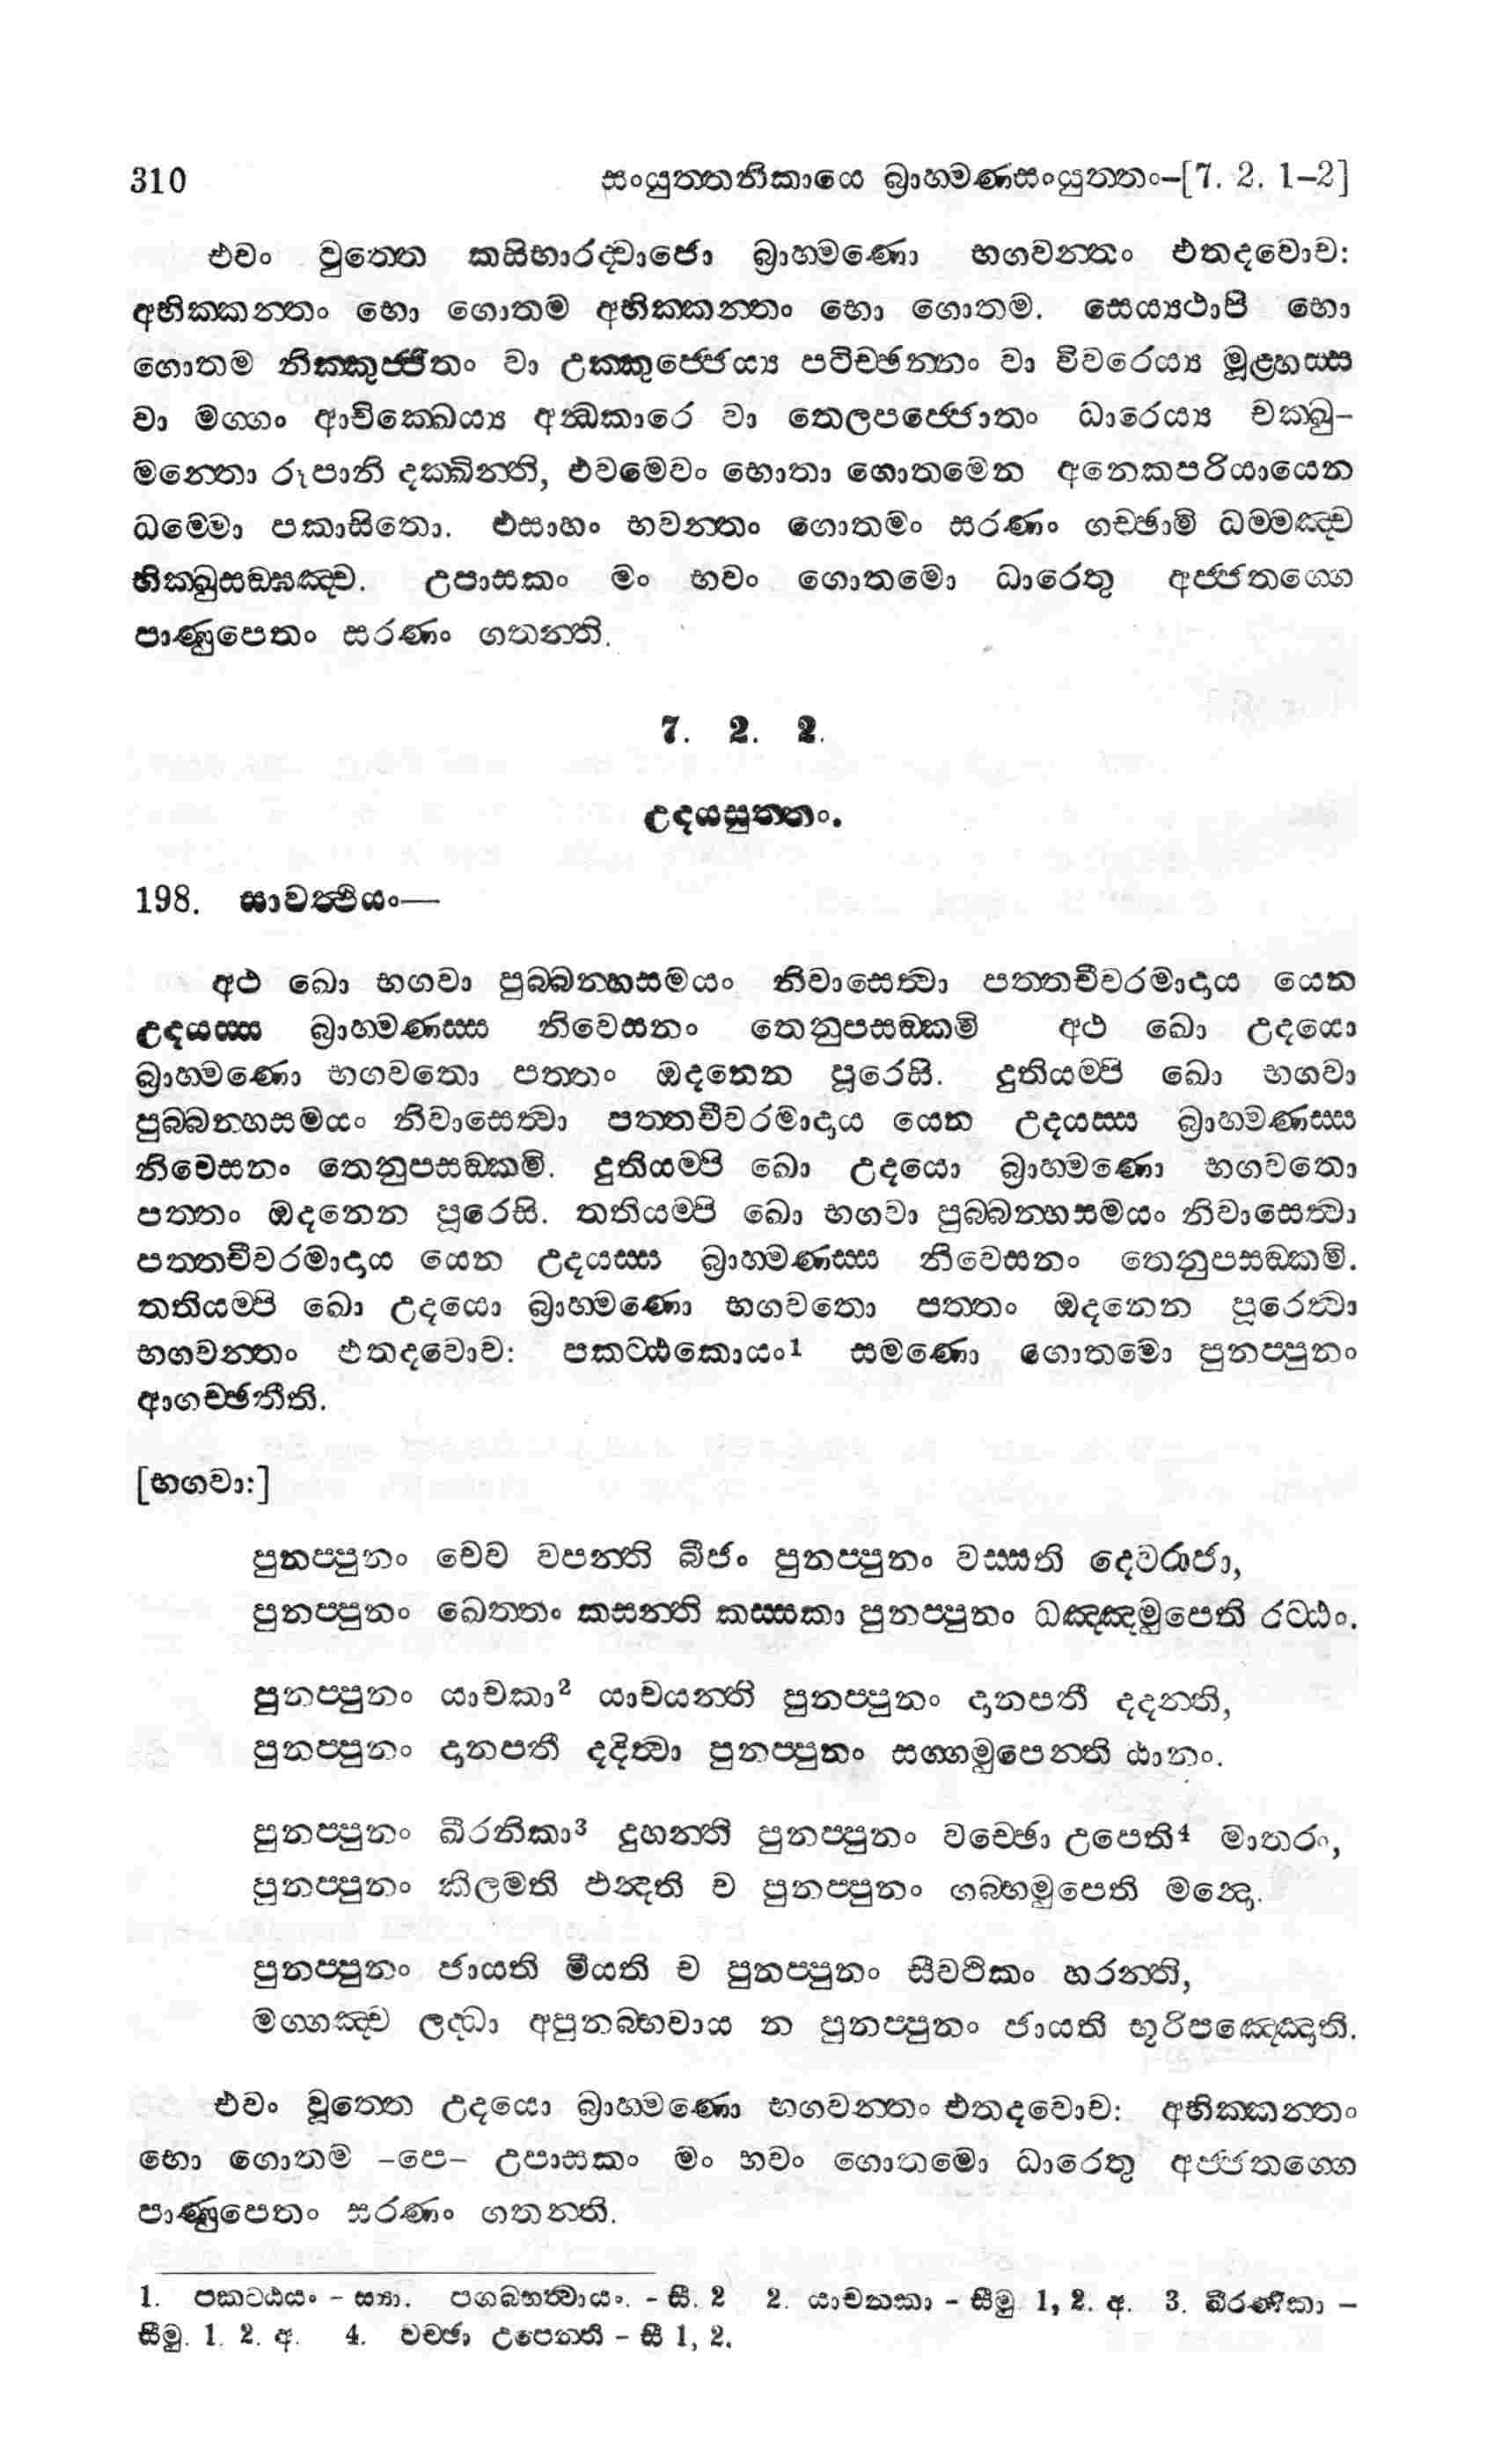 310 සංයුත්තනිකායෙ බ්‍රාහ්මණසංයුත්තං–[7. 2. 1–2]
එවං වුත්තෙ කසිභාරද්වාජො බ්‍රාහ්මණො භගවන්තං එතදවොච:
අභික්කන්තං භො ගොතම අභික්කන්තං භො ගොතම. සෙය්‍යථාපි භො
ගොතම නික්කුජ්ජිතං වා උක්කුජ්ජෙය්‍ය පටිච්ඡන්නං වා විවරෙය්‍ය මූළ්හස්ස
වා මග්ගං ආචික්ඛෙය්‍ය අන්ධකාරෙ වා තෙලපජ්ජොතං ධාරෙය්‍ය චක්ඛු–
මන්තො රූපානි දක්ඛින්ති, එවමෙවං භොතා ගොතමෙන අනෙකපරියායෙන
ධම්මො පකාසිතො. එසාහං භවන්තං ගොතමං සරණං ගච්ඡාමි ධම්මඤ්ච
භික්ඛුසඞ්ඝඤ්ච. උපාසකං මං භවං ගොතමො ධාරෙතු අජ්ජතග්ගෙ
පාණුපෙතං සරණං ගතන්ති.
7. 2. 2.
උදයසුත්තං.
198. සාවත්ථියං—
අථ ඛො භගවා පුබ්බන්හසමයං නිවාසෙත්වා පත්තචීවරමාදාය යෙන
උදයස්ස බ්‍රාහ්මණස්ස නිවෙසනං තෙනුපසඞ්කමි අථ ඛො උදයො
බ්‍රාහ්මණො භගවතො පත්තං ඔදනෙන පූරෙසි. දුතියම්පි ඛො භගවා
පුබ්බන්හසමයං නිවාසෙත්වා පත්තචීවරමාදාය යෙන උදයස්ස බ්‍රාහ්මණස්ස
නිවෙසනං තෙනුපසඞ්කමි. දුතියම්පි ඛො උදයො බ්‍රාහ්මණො භගවතො
පත්තං ඔදනෙන පූරෙසි. තතියම්පි ඛො භගවා පුබ්බන්හසමයං නිවාසෙත්වා
පත්තචීවරමාදාය යෙන උදයස්ස බ්‍රාහ්මණස්ස නිවෙසනං තෙනුපසඞ්කමි.
තතියම්පි ඛො උදයො බ්‍රාහ්මණො භගවතො පත්තං ඔදනෙන පූරෙත්වා
භගවන්තං එතදවොච: පකට්ඨකොයං¹ සමණො ගොතමො පුනප්පුනං
ආගච්ඡතීති.
[භගවා:]
පුනප්පුනං චෙව වපන්ති බීජං පුනප්පුනං වස්සති දෙවරාජා,
පුනප්පුනං ඛෙත්තං කසන්ති කස්සකා පුනප්පුනං ධඤ්ඤමුපෙති රට්ඨං.
පුනප්පුනං යාචකා² යාචයන්ති පුනප්පුනං දානපතී දදන්ති,
පුනප්පුනං දානපතී දදිත්වා පුනප්පුනං සග්ගමුපෙන්ති ඨානං.
පුනප්පුනං ඛීරනිකා³ දුහන්ති පුනප්පුනං වච්ඡො උපෙති⁴ මාතරං,
පුනප්පුනං කිලමති ඵන්දති ච පුනප්පුනං ගබ්භමුපෙති මන්දො.
පුනප්පුනං ජායති මීයති ච පුනප්පුනං සීවථිකං හරන්ති,
මග්ගඤ්ච ලද්ධා අපුනබ්භවාය න පුනප්පුනං ජායති භූරිපඤ්ඤොති.
එවං වූත්තෙ උදයො බ්‍රාහ්මණො භගවන්තං එතදවොච: අභික්කන්තං
භො ගොතම –පෙ– උපාසකං මං භවං ගොතමො ධාරෙතු අජ්ජතග්ගෙ
පාණුපෙතං සරණං ගතන්ති.
1. පකට්ඨයං – ස්‍යා. පගබ්භත්වායං. – සී. 2 2. යාචනකා – සීමු 1, 2. අ. 3. ඛීරණිකා –
සීමු. 1. 2. අ. 4. වච්ඡා උපෙන්ති – සී 1, 2.